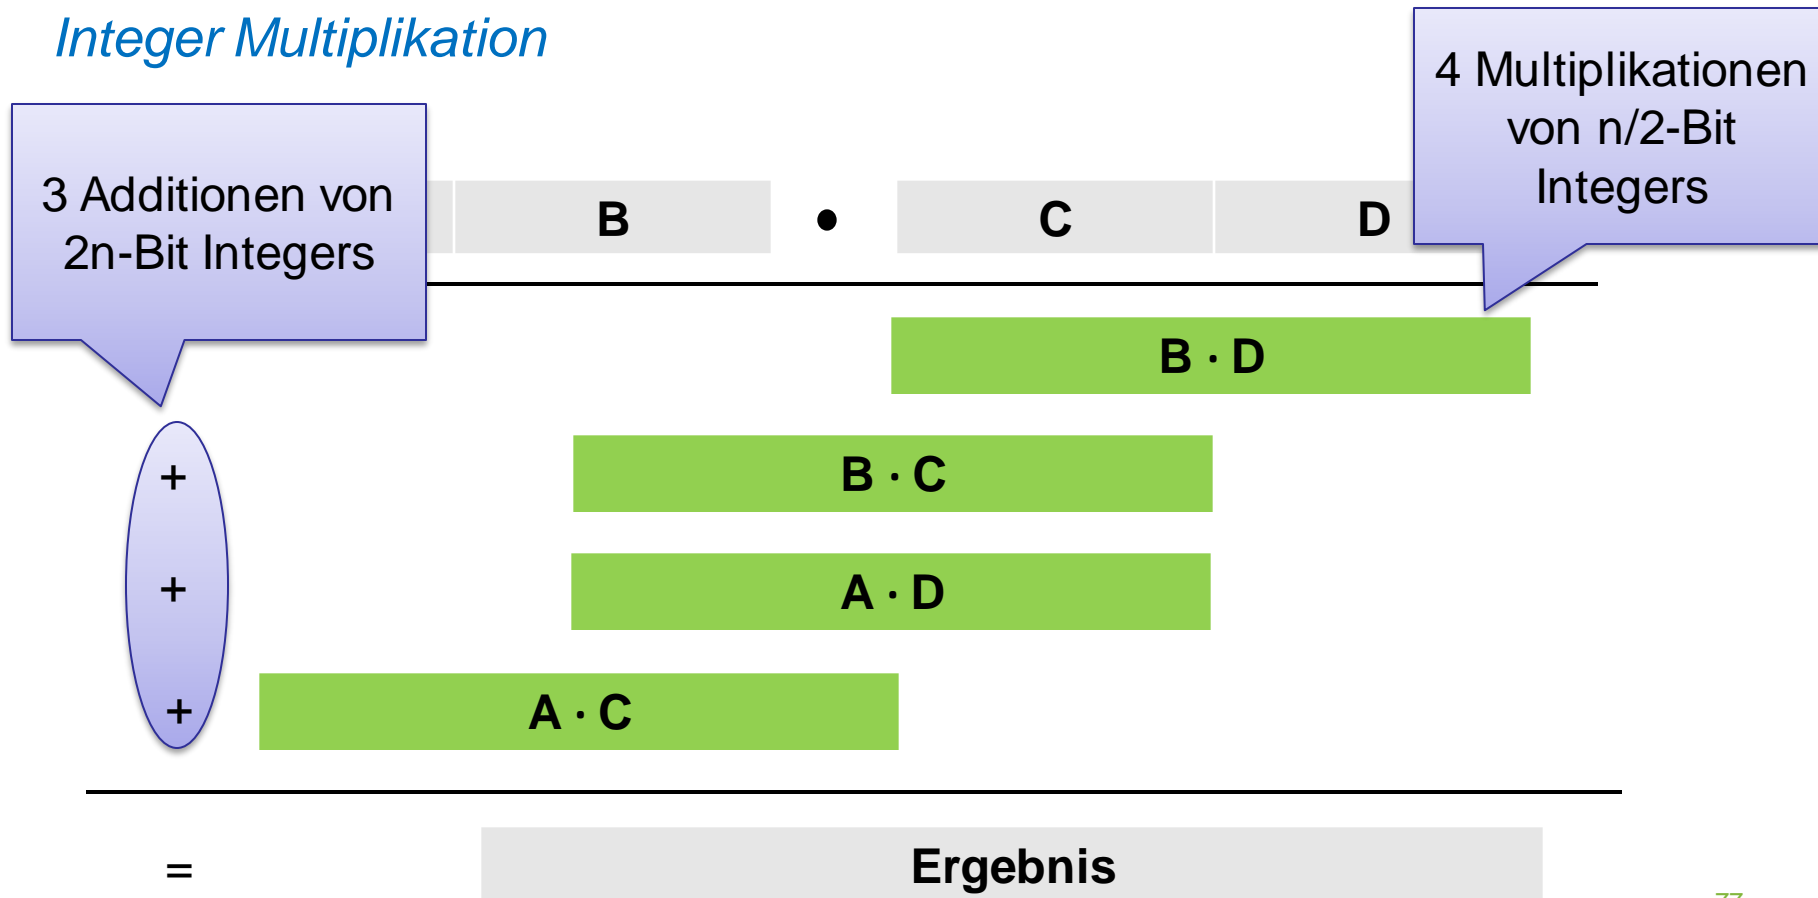 Integer Multiplikation
4 Multiplikationen
von n/2-Bit
Integers
3 Additionen von
2n-Bit Integers
B • C D
B · D
+ B · C
+ A · D
+ A · C
= Ergebnis